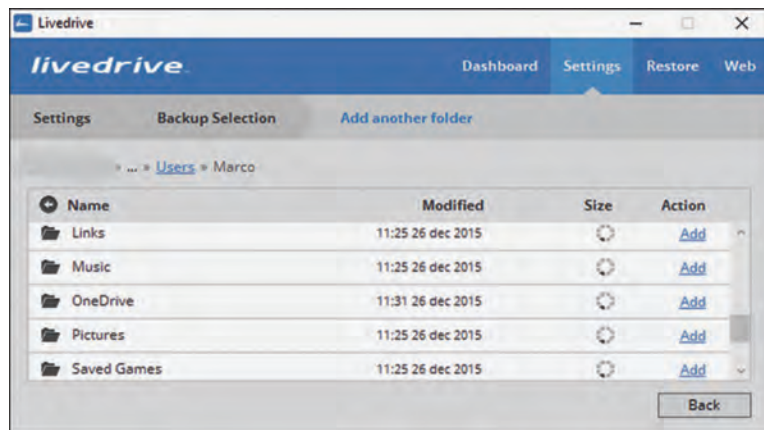 Livedrive
livedrive
Dashboard Settings Restore Web
Settings Backup Selection Add another folder
» ... » Users » Marco
Name Modified Size Action
Links 11:25 26 dec 2015 Add
Music 11:25 26 dec 2015 Add
OneDrive 11:31 26 dec 2015 Add
Pictures 11:25 26 dec 2015 Add
Saved Games 11:25 26 dec 2015 Add
Back